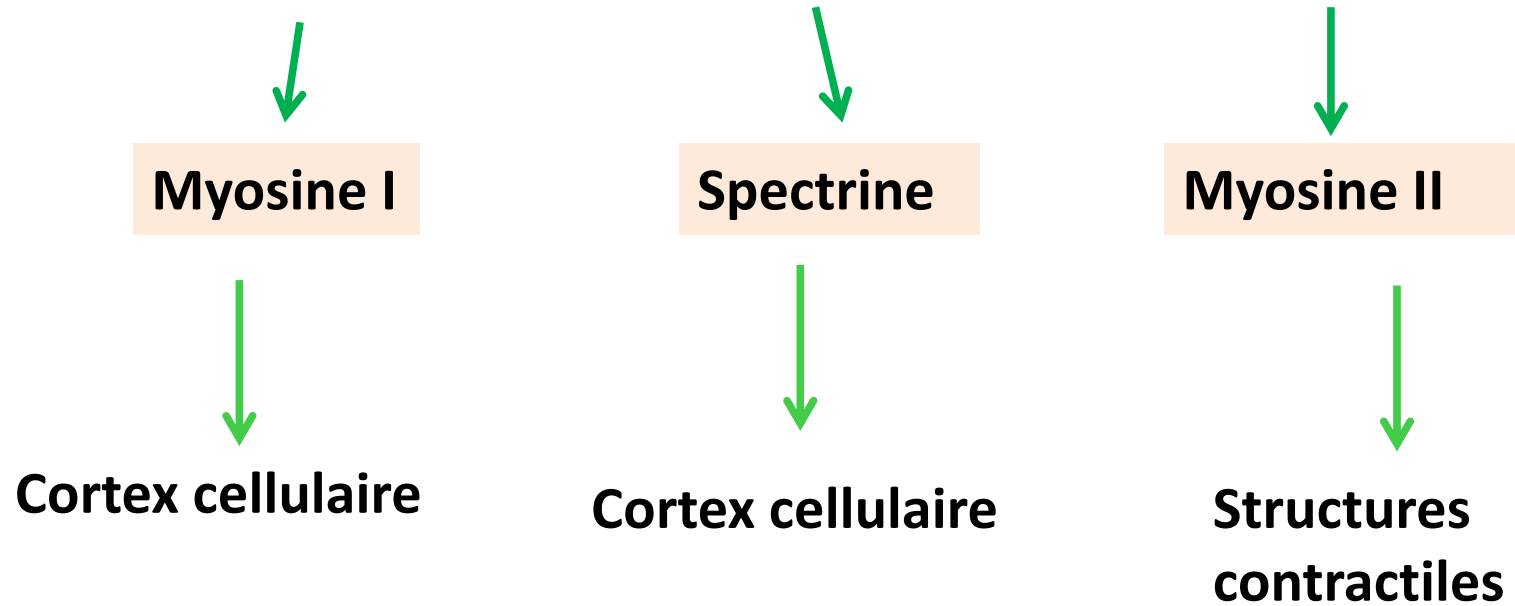 Myosine I
Spectrine
Myosine II
Cortex cellulaire
Cortex cellulaire
Structures
contractiles